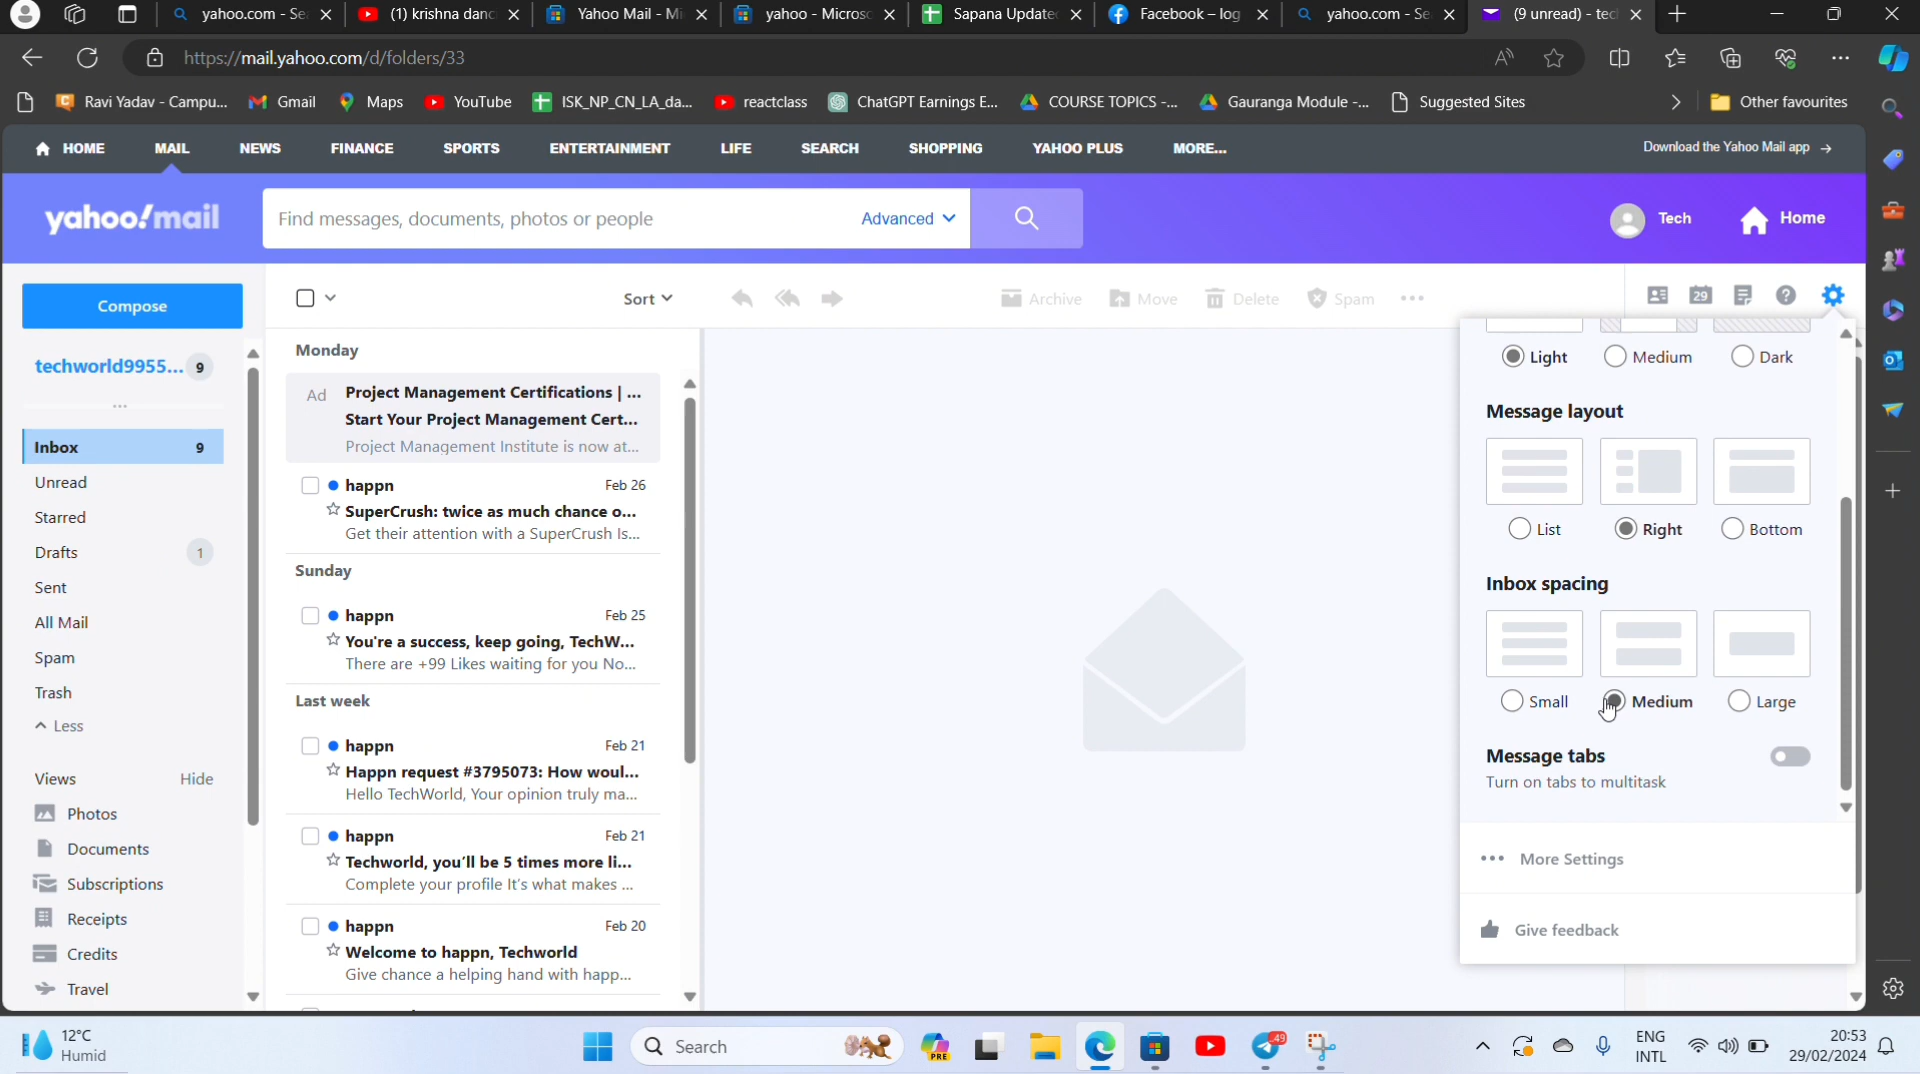 yahoo.com - Se
(1) krishna danc
Yahoo Mail - Mi
yahoo - Microso
Sapana Update
Facebook – log
yahoo.com - Se
(9 unread) - tec
https://mail.yahoo.com/d/folders/33
Ravi Yadav - Campu...
Gmail
Maps
YouTube
ISK_NP_CN_LA_da...
reactclass
ChatGPT Earnings E...
COURSE TOPICS -...
Gauranga Module -...
Suggested Sites
Other favourites
HOME
MAIL
NEWS
FINANCE
SPORTS
ENTERTAINMENT
LIFE
SEARCH
SHOPPING
YAHOO PLUS
MORE...
Download the Yahoo Mail app →
yahoo!mail
Find messages, documents, photos or people
Advanced
Tech
Home
Compose
techworld9955... 9
Inbox 9
Unread
Starred
Drafts 1
Sent
All Mail
Spam
Trash
Less
Views Hide
Photos
Documents
Subscriptions
Receipts
Credits
Travel
Sort
Archive
Move
Delete
Spam
29
Monday
Ad Project Management Certifications | ...
Start Your Project Management Cert...
Project Management Institute is now at...
happn Feb 26
SuperCrush: twice as much chance o...
Get their attention with a SuperCrush Is...
Sunday
happn Feb 25
You're a success, keep going, TechW...
There are +99 Likes waiting for you No...
Last week
happn Feb 21
Happn request #3795073: How woul...
Hello TechWorld, Your opinion truly ma...
happn Feb 21
Techworld, you'll be 5 times more li...
Complete your profile It's what makes ...
happn Feb 20
Welcome to happn, Techworld
Give chance a helping hand with happ...
Light Medium Dark
Message layout
List Right Bottom
Inbox spacing
Small Medium Large
Message tabs
Turn on tabs to multitask
More Settings
Give feedback
12°C
Humid
Search
PRE
49
ENG
INTL
20:53
29/02/2024